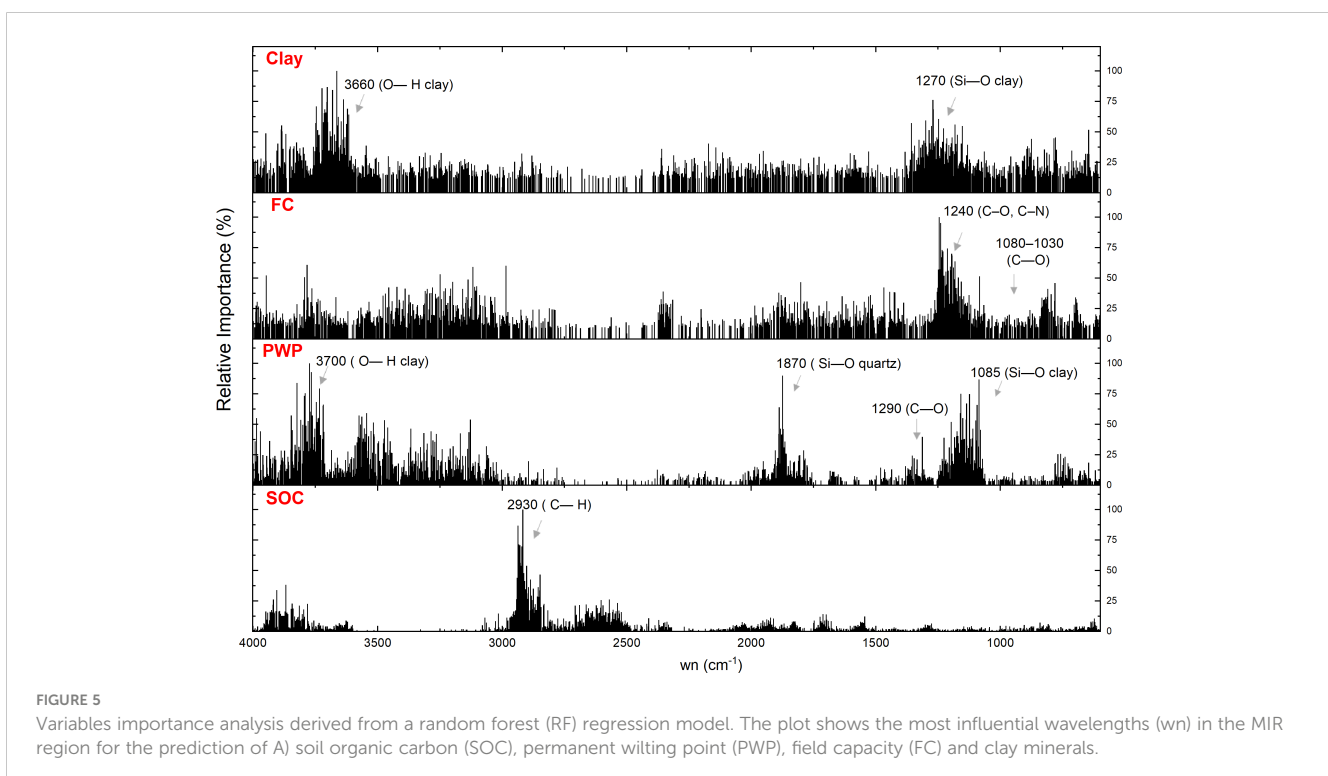 Clay
3660 (O— H clay)
1270 (Si—O clay)
100
75
50
25
0
FC
1240 (C–O, C–N)
1080–1030
(C—O)
100
75
50
25
0
Relative Importance (%)
PWP
3700 ( O— H clay)
1870 ( Si—O quartz)
1290 (C—O)
1085 (Si—O clay)
100
75
50
25
0
SOC
2930 ( C— H)
100
75
50
25
0
4000 3500 3000 2500 2000 1500 1000
wn (cm⁻¹)
FIGURE 5
Variables importance analysis derived from a random forest (RF) regression model. The plot shows the most influential wavelengths (wn) in the MIR
region for the prediction of A) soil organic carbon (SOC), permanent wilting point (PWP), field capacity (FC) and clay minerals.